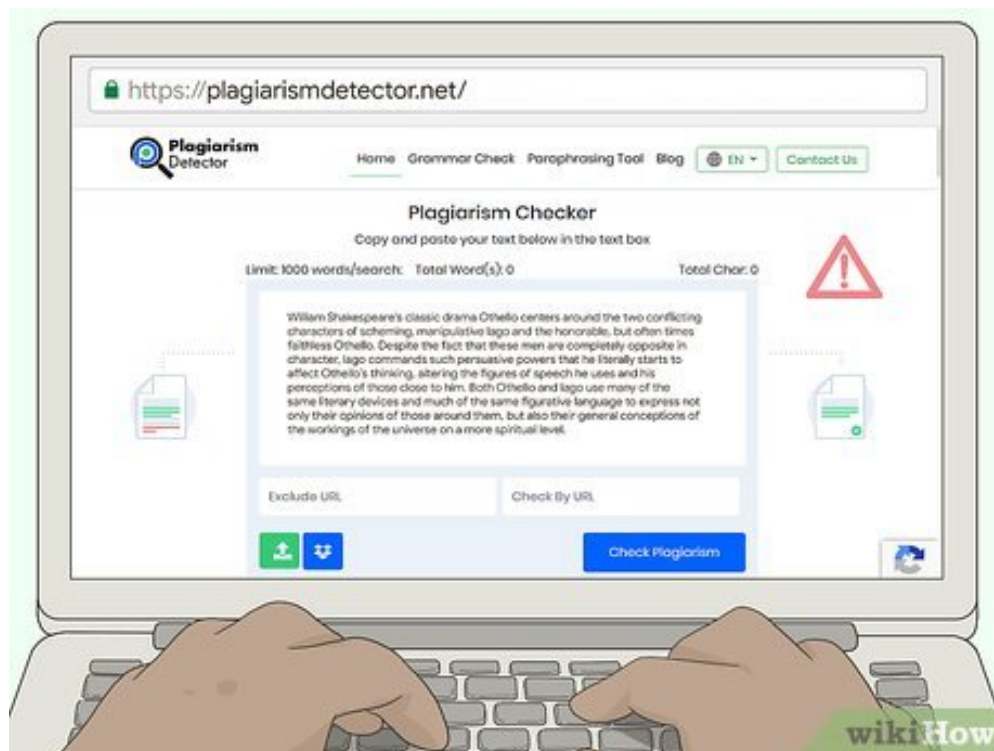 https://plagiarismdetector.net/
Plagiarism
Detector
Home Grammar Check Paraphrasing Tool Blog EN Contact Us
Plagiarism Checker
Copy and paste your text below in the text box
Limit: 1000 words/search: Total Word(s): 0 Total Char: 0
William Shakespeare's classic drama Othello centers around the two conflicting
characters of scheming, manipulative Iago and the honorable, but often times
faithless Othello. Despite the fact that these men are completely opposite in
character, Iago commands such persuasive powers that he literally starts to
affect Othello's thinking, altering the figures of speech he uses and his
perceptions of those close to him. Both Othello and Iago use many of the
same literary devices and much of the same figurative language to express not
only their opinions of those around them, but also their general conceptions of
the workings of the universe on a more spiritual level.
Exclude URL Check By URL
Check Plagiarism
wikiHow